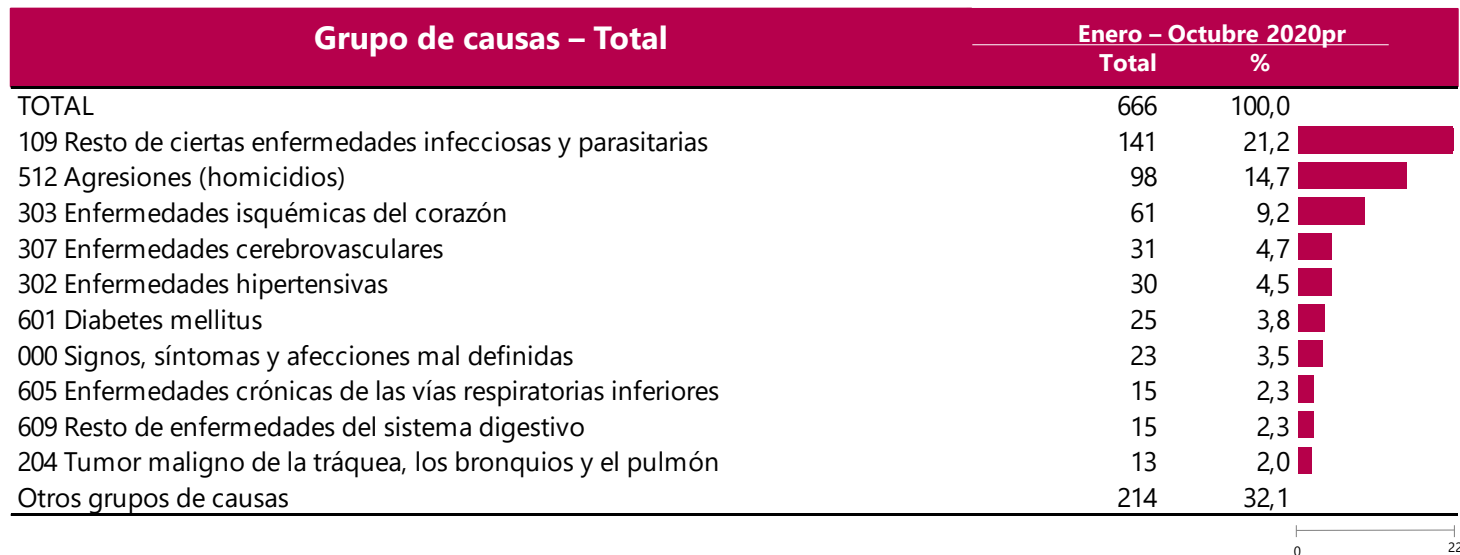 Grupo de causas – Total
Enero – Octubre 2020pr
Total %
TOTAL 666 100,0
109 Resto de ciertas enfermedades infecciosas y parasitarias 141 21,2
512 Agresiones (homicidios) 98 14,7
303 Enfermedades isquémicas del corazón 61 9,2
307 Enfermedades cerebrovasculares 31 4,7
302 Enfermedades hipertensivas 30 4,5
601 Diabetes mellitus 25 3,8
000 Signos, síntomas y afecciones mal definidas 23 3,5
605 Enfermedades crónicas de las vías respiratorias inferiores 15 2,3
609 Resto de enfermedades del sistema digestivo 15 2,3
204 Tumor maligno de la tráquea, los bronquios y el pulmón 13 2,0
Otros grupos de causas 214 32,1
0 22